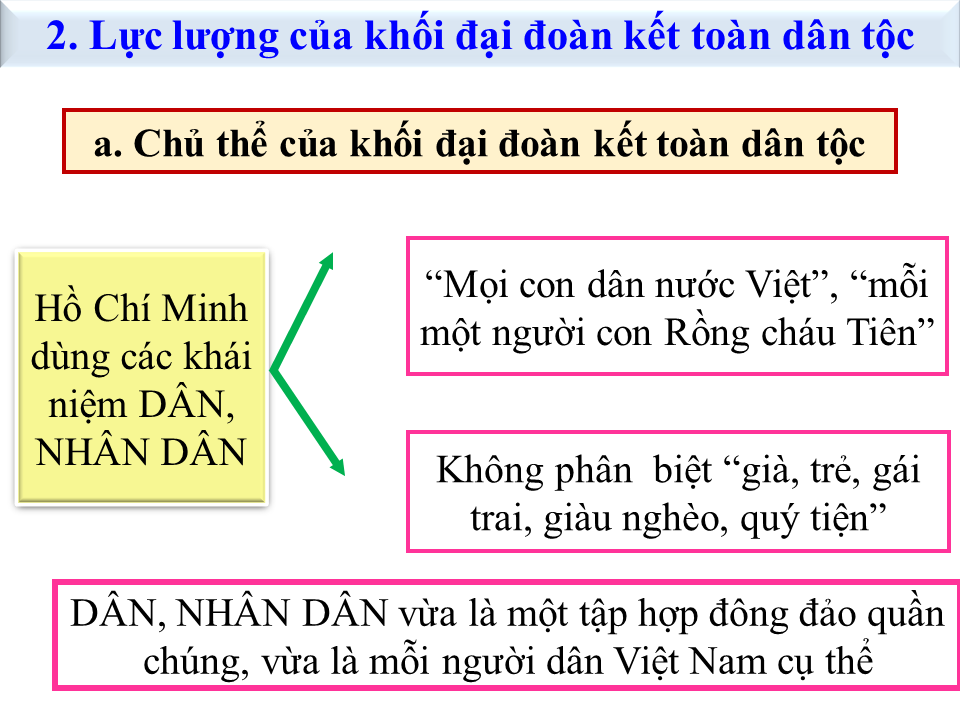 2. Lực lượng của khối đại đoàn kết toàn dân tộc
a. Chủ thể của khối đại đoàn kết toàn dân tộc
Hồ Chí Minh
dùng các khái
niệm DÂN,
NHÂN DÂN
“Mọi con dân nước Việt”, “mỗi
một người con Rồng cháu Tiên”
Không phân biệt “già, trẻ, gái
trai, giàu nghèo, quý tiện”
DÂN, NHÂN DÂN vừa là một tập hợp đông đảo quần
chúng, vừa là mỗi người dân Việt Nam cụ thể